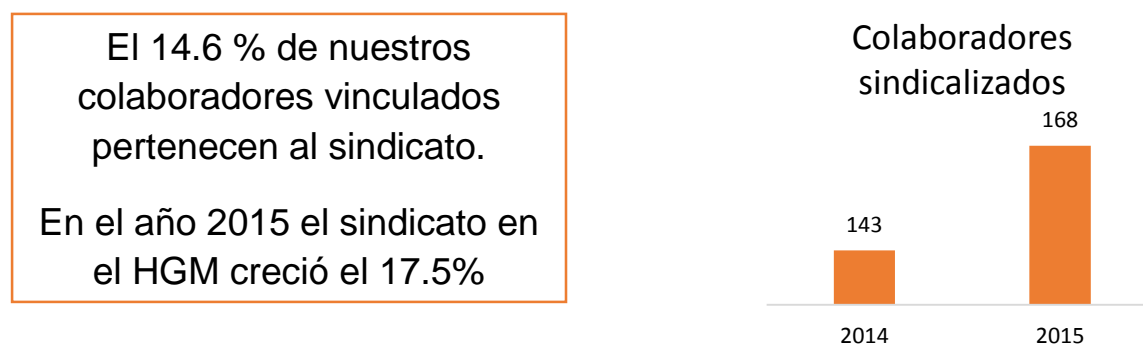 El 14.6 % de nuestros
colaboradores vinculados
pertenecen al sindicato.
En el año 2015 el sindicato en
el HGM creció el 17.5%
Colaboradores
sindicalizados
168
143
2014
2015